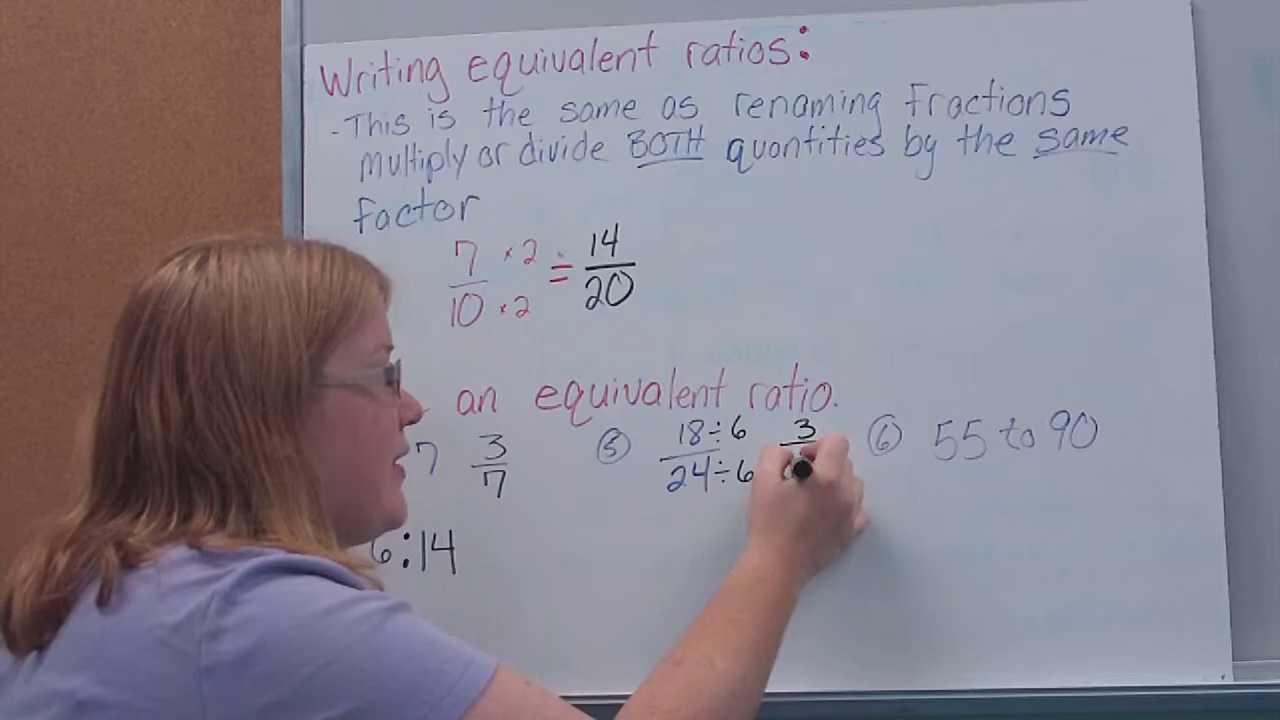 Writing equivalent ratios:
- This is the same as renaming fractions
multiply or divide BOTH quantities by the same
factor
7/10 × 2/× 2 = 14/20
an equivalent ratio.
7 3/7 ⑤ 18 ÷ 6/24 ÷ 6 3 ⑥ 55 to 90
6:14